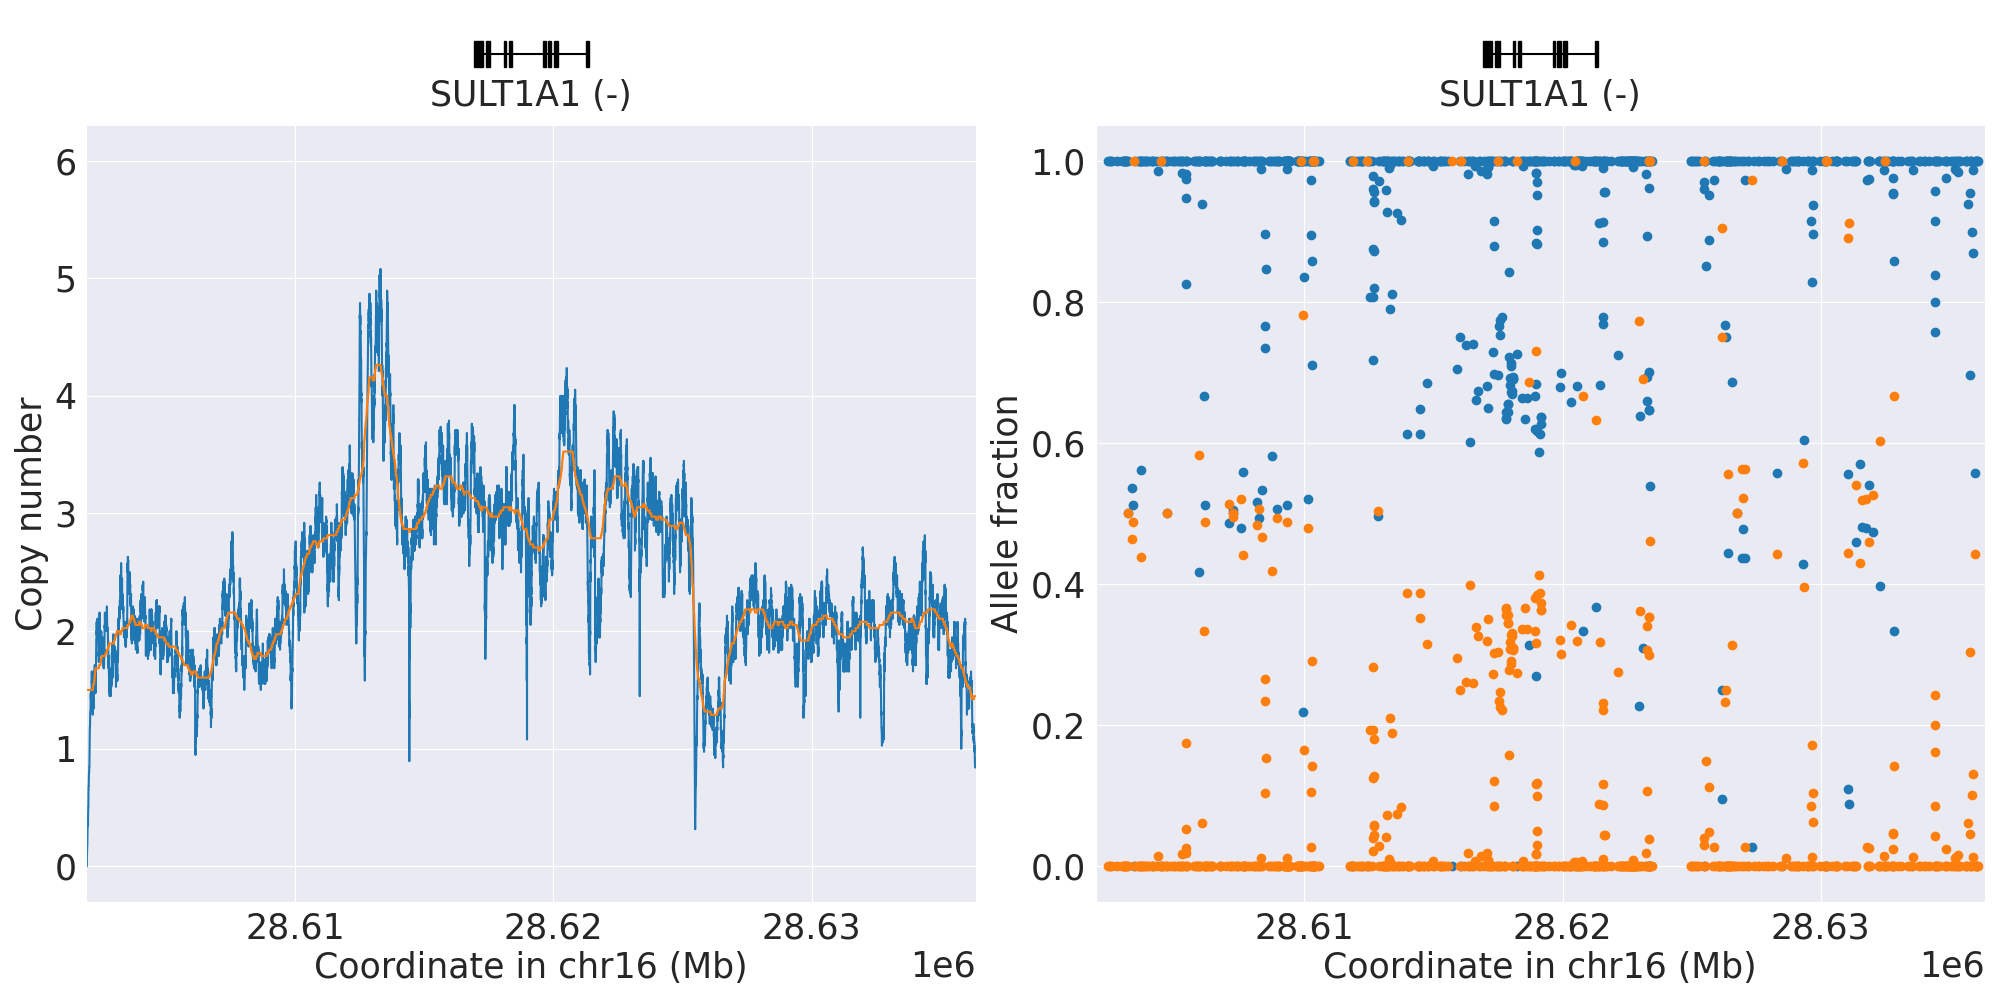 SULT1A1 (-)
Copy number
6
5
4
3
2
1
0
28.61
28.62
28.63
Coordinate in chr16 (Mb)
1e6
SULT1A1 (-)
Allele fraction
1.0
0.8
0.6
0.4
0.2
0.0
28.61
28.62
28.63
Coordinate in chr16 (Mb)
1e6